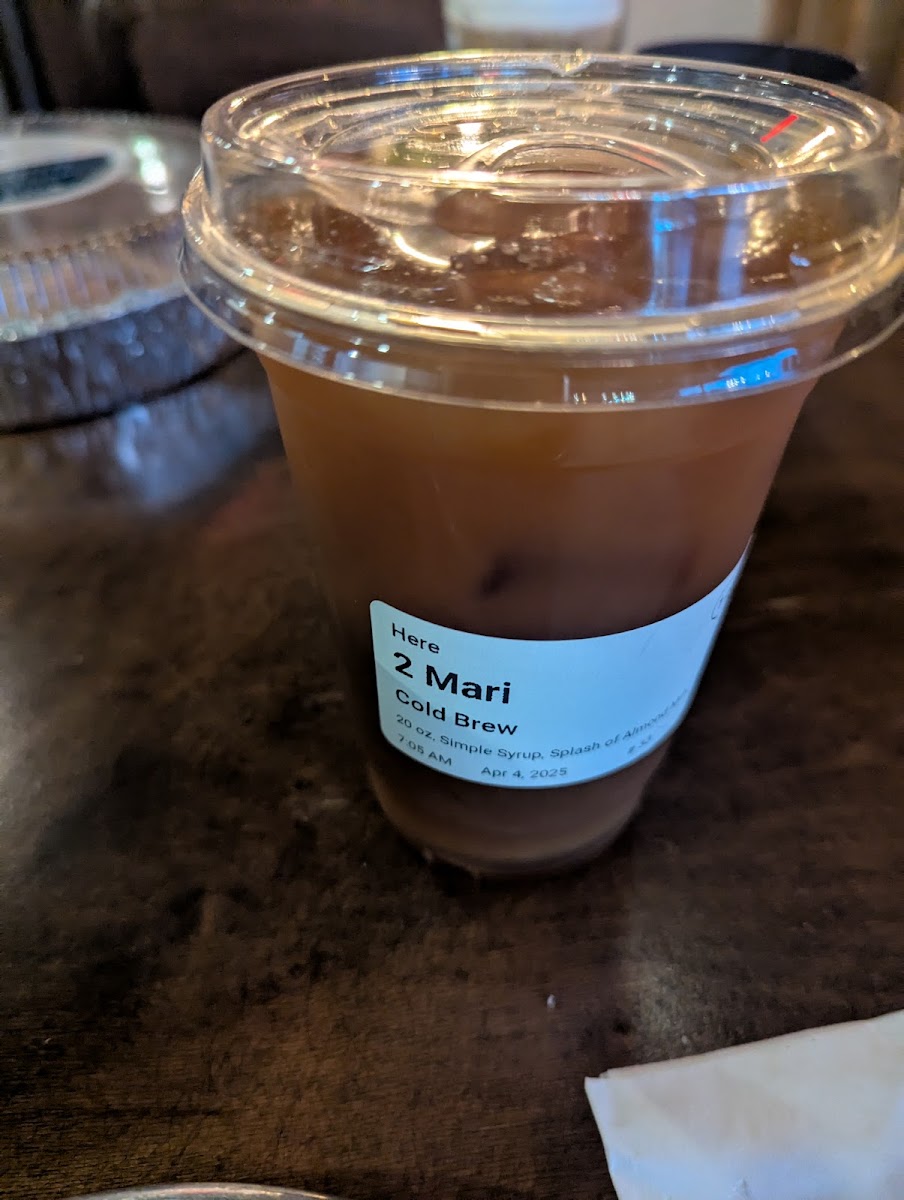 Here
2 Mari
Cold Brew
20 oz, Simple Syrup, Splash of Almond
7:05 AM Apr 4, 2025